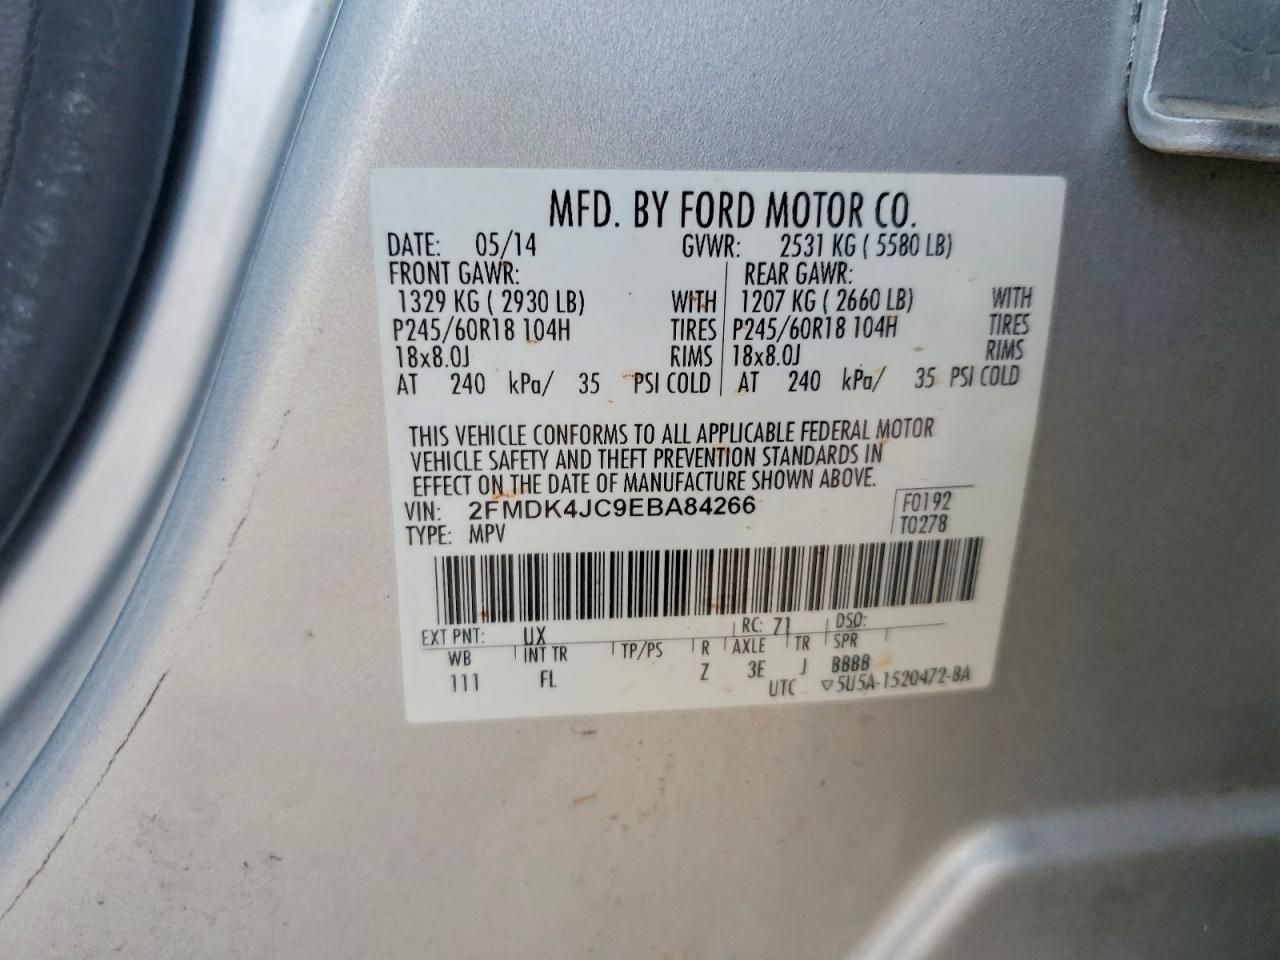 MFD. BY FORD MOTOR CO.
DATE: 05/14 GVWR: 2531 KG ( 5580 LB)
FRONT GAWR: REAR GAWR:
1329 KG ( 2930 LB) WITH 1207 KG ( 2660 LB) WITH
P245/60R18 104H TIRES P245/60R18 104H TIRES
18x8.0J RIMS 18x8.0J RIMS
AT 240 kPa/ 35 PSI COLD AT 240 kPa/ 35 PSI COLD
THIS VEHICLE CONFORMS TO ALL APPLICABLE FEDERAL MOTOR
VEHICLE SAFETY AND THEFT PREVENTION STANDARDS IN
EFFECT ON THE DATE OF MANUFACTURE SHOWN ABOVE.
VIN: 2FMDK4JC9EBA84266 F0192
TYPE: MPV T0278
EXT PNT: UX RC: 71 DSO:
WB INT TR TP/PS R AXLE TR SPR
111 FL Z 3E J BBBB
UTC ▽5U5A-1520472-BA